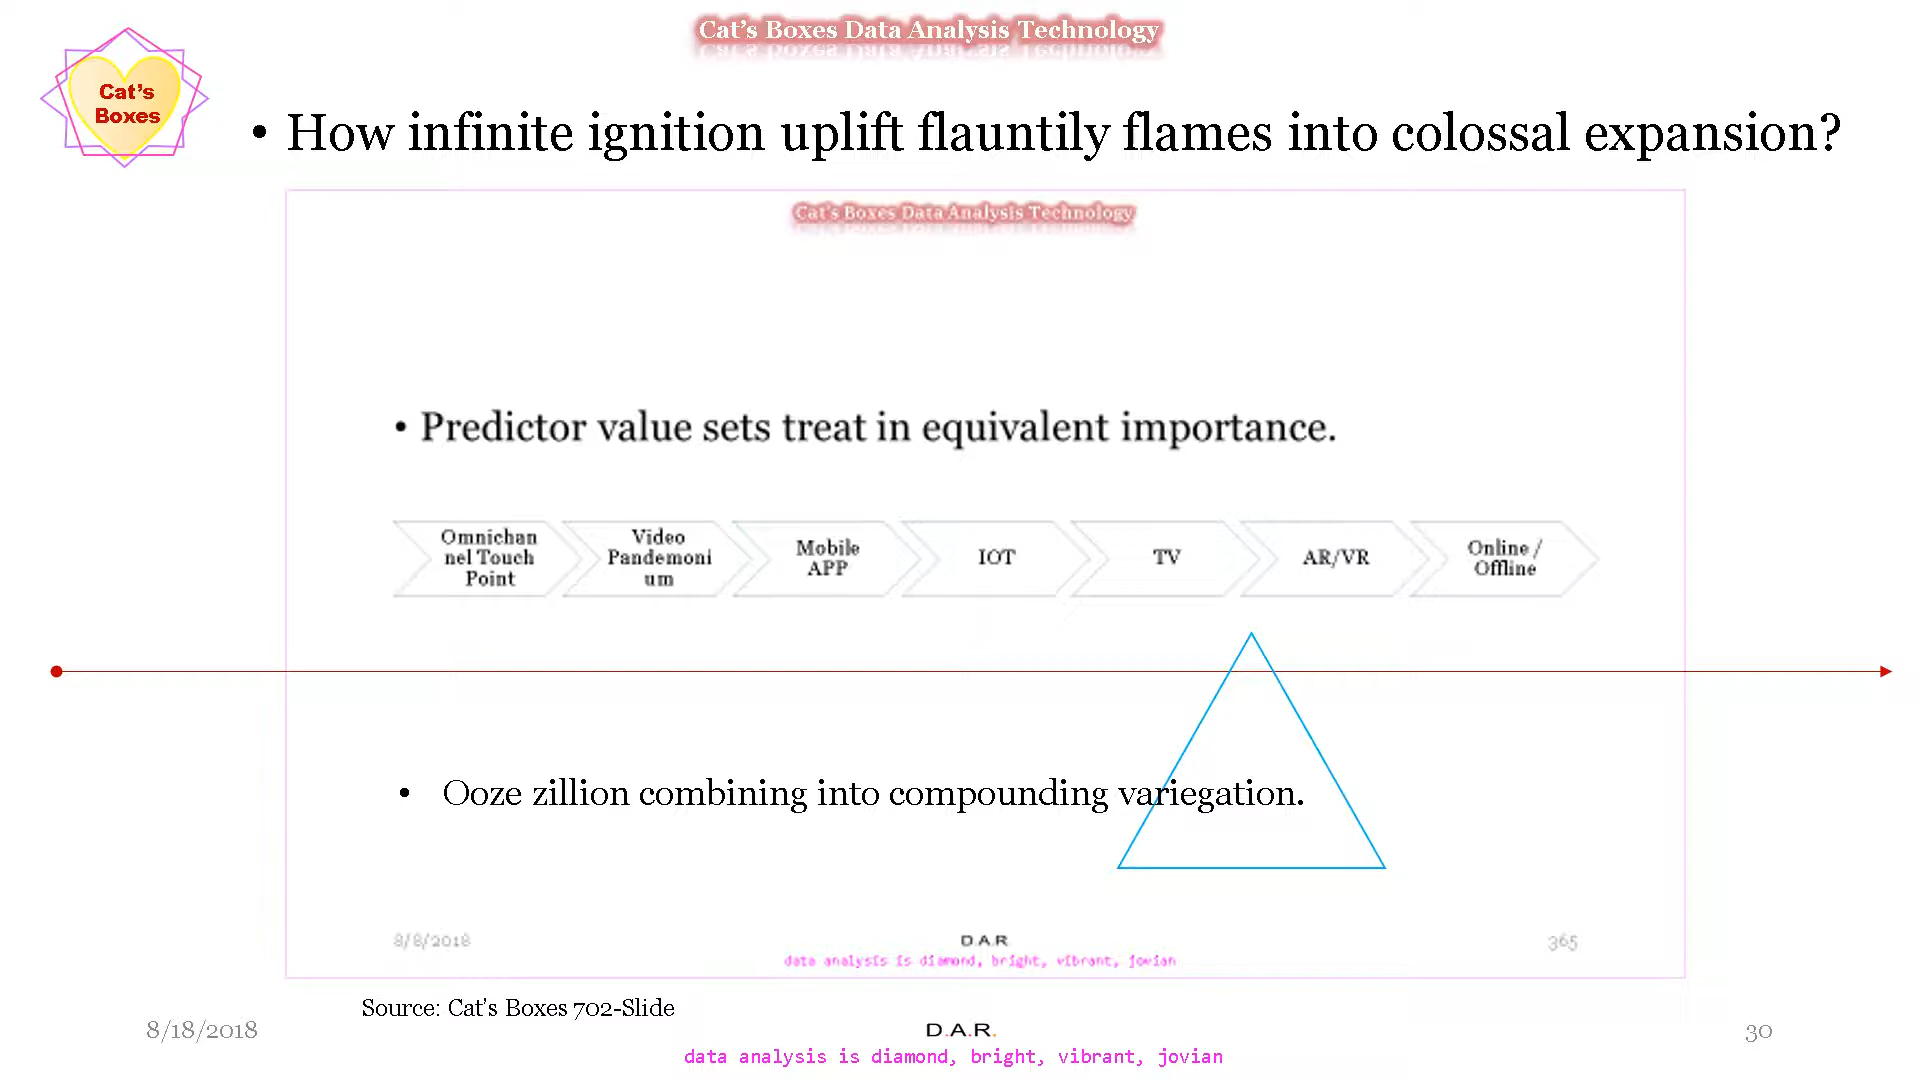 Cat's Boxes Data Analysis Technology
Cat's
Boxes
• How infinite ignition uplift flauntily flames into colossal expansion?
Cat's Boxes Data Analysis Technology
• Predictor value sets treat in equivalent importance.
Omnichan
nel Touch
Point
Video
Pandemoni
um
Mobile
APP
IOT
TV
AR/VR
Online /
Offline
• Ooze zillion combining into compounding variegation.
8/8/2018
D.A.R
365
data analysis is diamond, bright, vibrant, jovian
Source: Cat's Boxes 702-Slide
8/18/2018
D.A.R.
30
data analysis is diamond, bright, vibrant, jovian